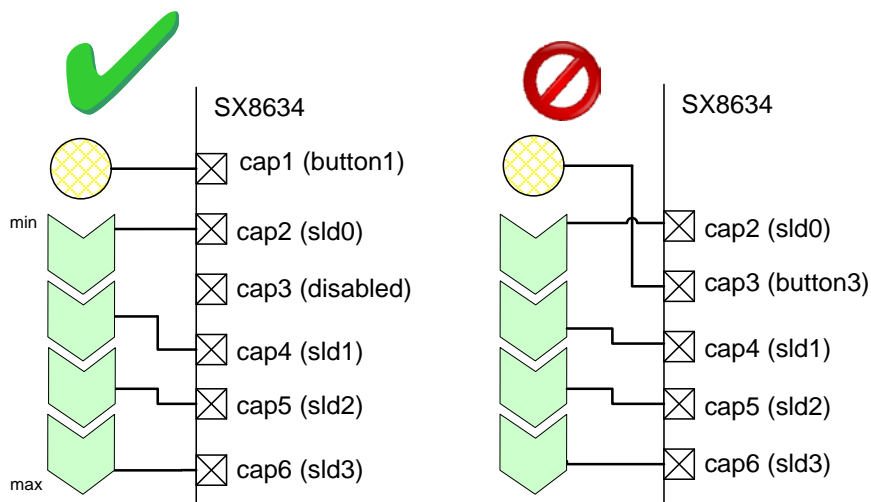 SX8634
cap1 (button1)
min
cap2 (sld0)
cap3 (disabled)
cap4 (sld1)
cap5 (sld2)
cap6 (sld3)
max
SX8634
cap2 (sld0)
cap3 (button3)
cap4 (sld1)
cap5 (sld2)
cap6 (sld3)